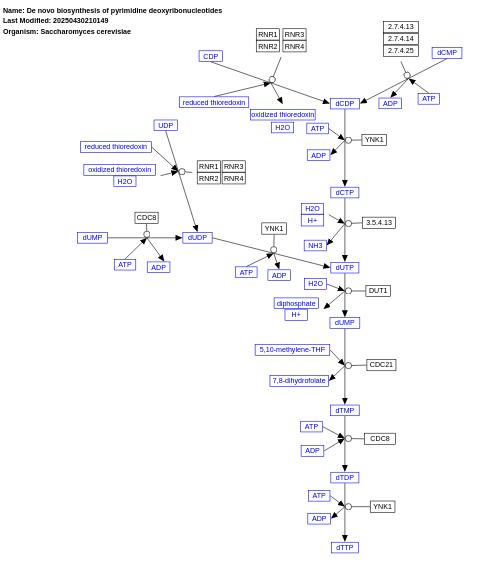 Name: De novo biosynthesis of pyrimidine deoxyribonucleotides
Last Modified: 20250430210149
Organism: Saccharomyces cerevisiae
RNR1 RNR3
RNR2 RNR4
2.7.4.13
2.7.4.14
2.7.4.25
CDP
dCMP
reduced thioredoxin
dCDP
ADP
ATP
oxidized thioredoxin
H2O
UDP
ATP
YNK1
ADP
reduced thioredoxin
oxidized thioredoxin
H2O
RNR1 RNR3
RNR2 RNR4
dCTP
CDC8
H2O
H+
3.5.4.13
YNK1
dUMP
dUDP
NH3
ATP
ADP
ATP
ADP
dUTP
H2O
DUT1
diphosphate
H+
dUMP
5,10-methylene-THF
CDC21
7,8-dihydrofolate
dTMP
ATP
CDC8
ADP
dTDP
ATP
YNK1
ADP
dTTP